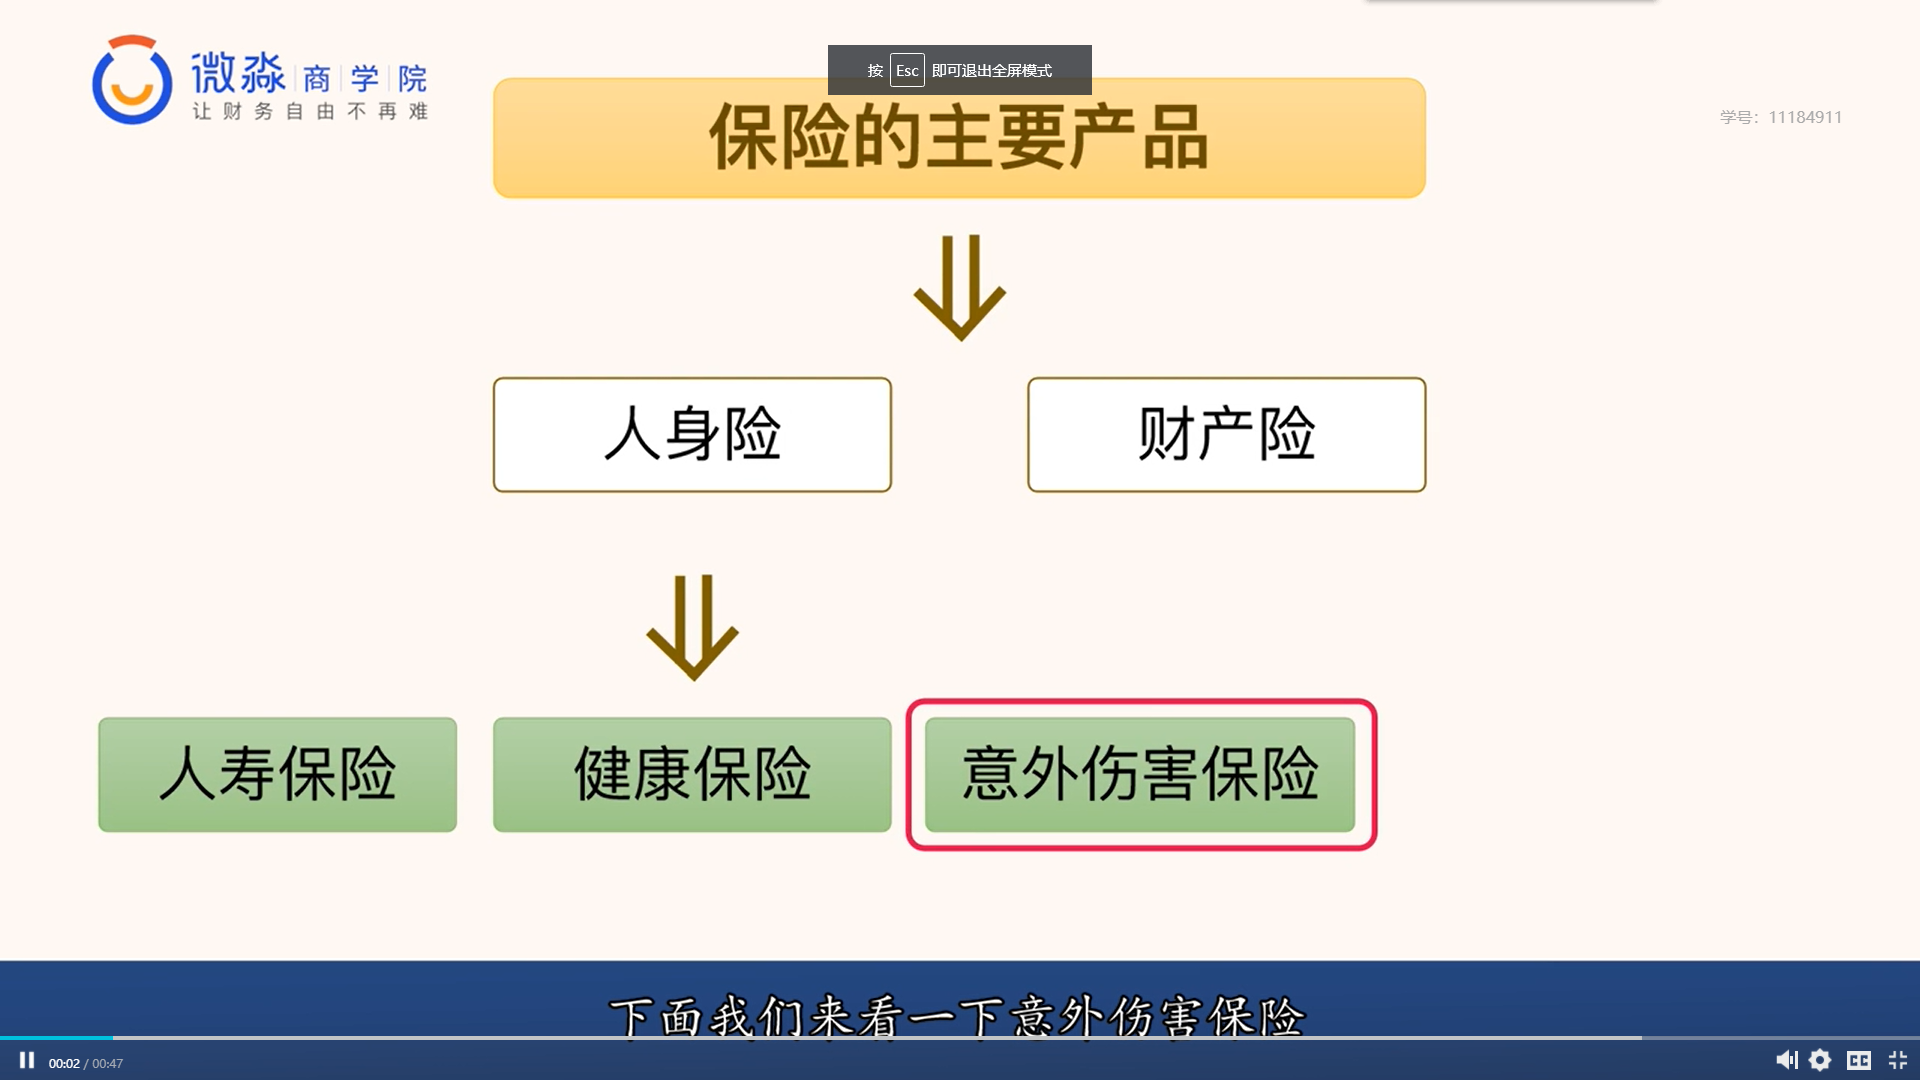 微淼商学院
让财务自由不再难
按 Esc 即可退出全屏模式
保险的主要产品
学号：11184911
人身险
财产险
人寿保险
健康保险
意外伤害保险
下面我们来看一下意外伤害保险
00:02 / 00:47
CC